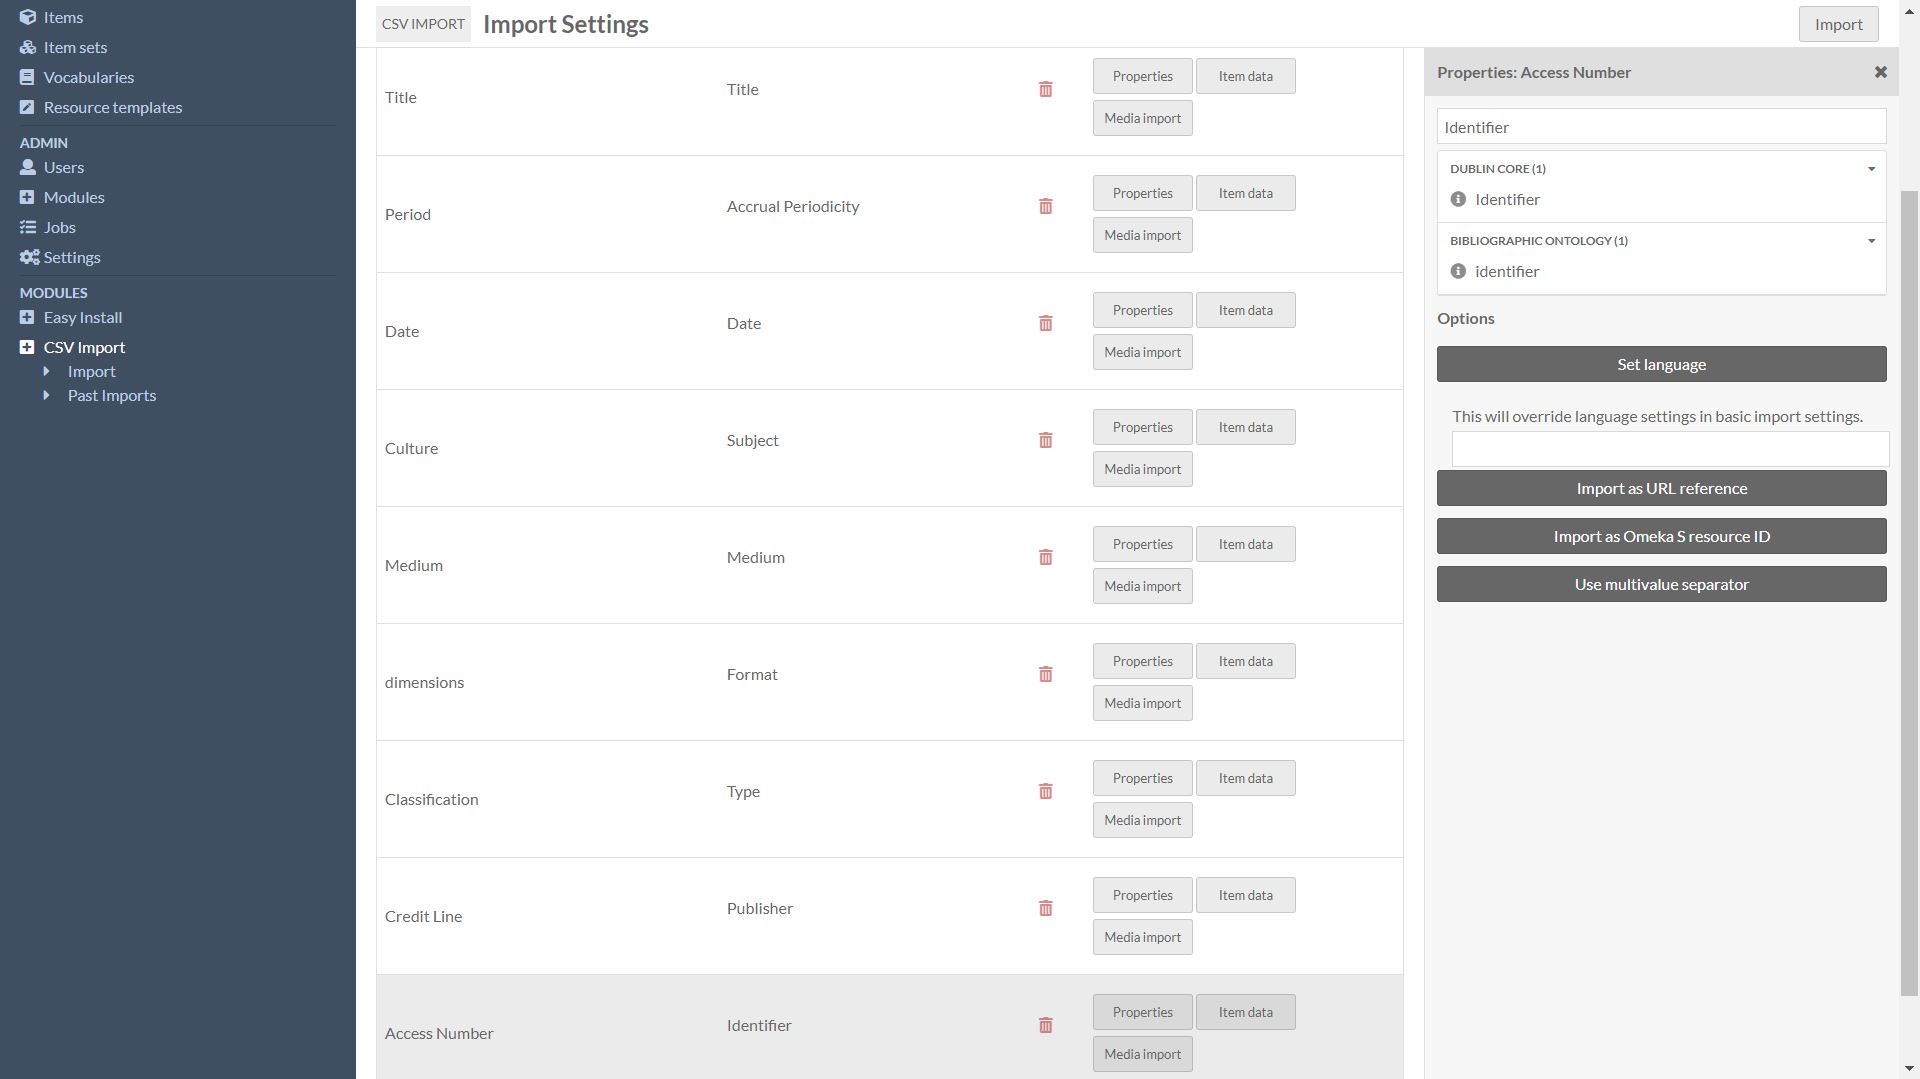 Items
Item sets
Vocabularies
Resource templates
ADMIN
Users
Modules
Jobs
Settings
MODULES
Easy Install
CSV Import
Import
Past Imports
CSV IMPORT Import Settings Import
Title Title Properties Item data
Media import
Period Accrual Periodicity Properties Item data
Media import
Date Date Properties Item data
Media import
Culture Subject Properties Item data
Media import
Medium Medium Properties Item data
Media import
dimensions Format Properties Item data
Media import
Classification Type Properties Item data
Media import
Credit Line Publisher Properties Item data
Media import
Access Number Identifier Properties Item data
Media import
Properties: Access Number
Identifier
DUBLIN CORE (1)
Identifier
BIBLIOGRAPHIC ONTOLOGY (1)
identifier
Options
Set language
This will override language settings in basic import settings.
Import as URL reference
Import as Omeka S resource ID
Use multivalue separator